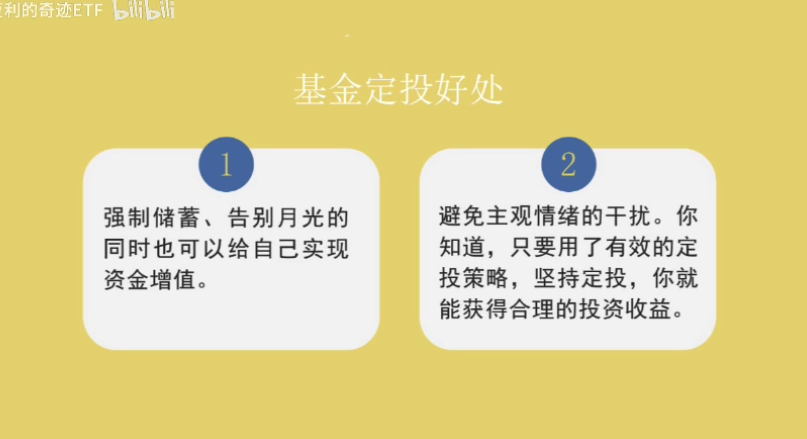 利的奇迹ETF bilibili
基金定投好处
1
强制储蓄、告别月光的
同时也可以给自己实现
资金增值。
2
避免主观情绪的干扰。你
知道，只要用了有效的定
投策略，坚持定投，你就
能获得合理的投资收益。